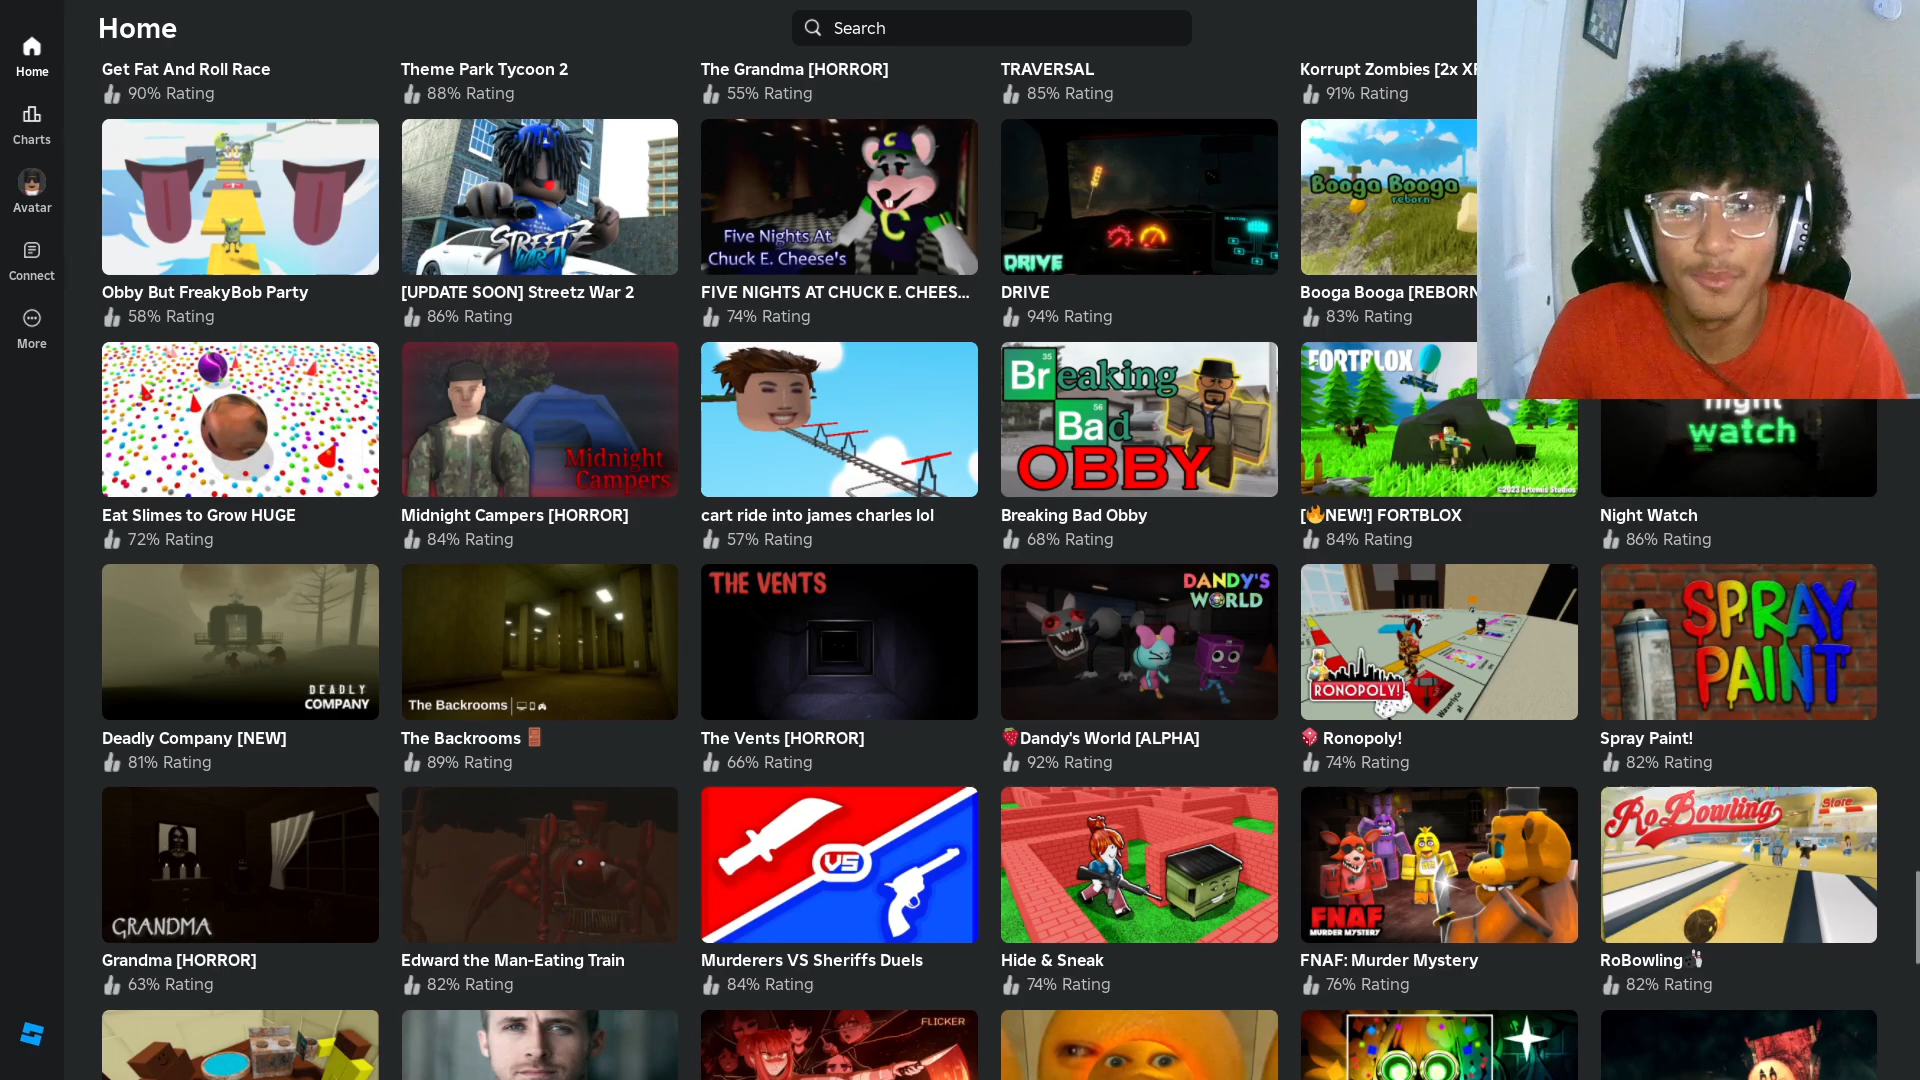 Home
Search
Home
Charts
Avatar
Connect
More
Get Fat And Roll Race
90% Rating
Theme Park Tycoon 2
88% Rating
The Grandma [HORROR]
55% Rating
TRAVERSAL
85% Rating
Korrupt Zombies [2x
91% Rating
Obby But FreakyBob Party
58% Rating
STREETZ
WAR II
[UPDATE SOON] Streetz War 2
86% Rating
Five Nights At
Chuck E. Cheese's
FIVE NIGHTS AT CHUCK E. CHEES...
74% Rating
DRIVE
DRIVE
94% Rating
Booga Booga
reborn
Booga Booga [REBORN
83% Rating
Eat Slimes to Grow HUGE
72% Rating
Midnight
Campers
Midnight Campers [HORROR]
84% Rating
cart ride into james charles lol
57% Rating
35
Breaking
56
Bad
OBBY
Breaking Bad Obby
68% Rating
FORTBLOX
©2023 Artemis Studios
[🔥NEW!] FORTBLOX
84% Rating
night
watch
Night Watch
86% Rating
DEADLY
COMPANY
Deadly Company [NEW]
81% Rating
The Backrooms
The Backrooms 🚪
89% Rating
THE VENTS
The Vents [HORROR]
66% Rating
DANDY'S
WORLD
🍓Dandy's World [ALPHA]
92% Rating
RONOPOLY!
🎲 Ronopoly!
74% Rating
SPRAY
PAINT
Spray Paint!
82% Rating
GRANDMA
Grandma [HORROR]
63% Rating
Edward the Man-Eating Train
82% Rating
VS
Murderers VS Sheriffs Duels
84% Rating
Hide & Sneak
74% Rating
FNAF
MURDER MYSTERY
FNAF: Murder Mystery
76% Rating
RoBowling
Store
RoBowling🎳
82% Rating
FLICKER